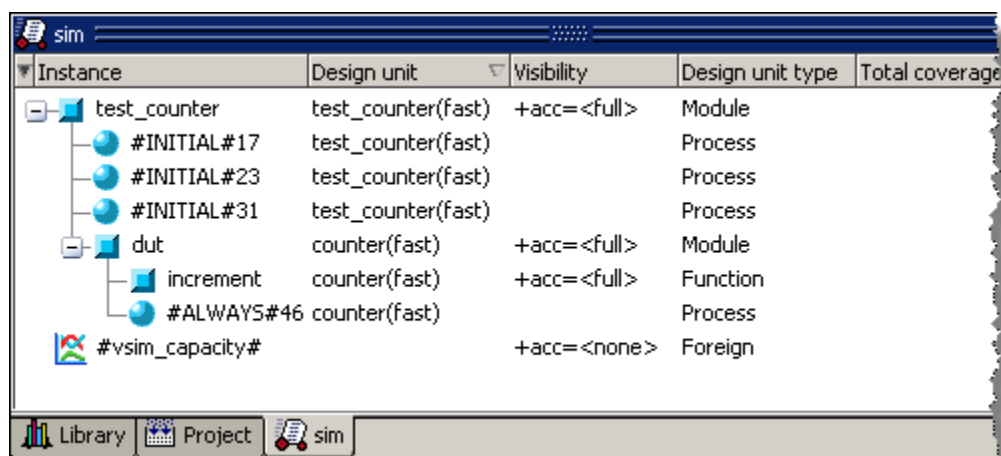 sim
Instance Design unit Visibility Design unit type Total coverage
test_counter test_counter(fast) +acc=<full> Module
#INITIAL#17 test_counter(fast) Process
#INITIAL#23 test_counter(fast) Process
#INITIAL#31 test_counter(fast) Process
dut counter(fast) +acc=<full> Module
increment counter(fast) +acc=<full> Function
#ALWAYS#46 counter(fast) Process
#vsim_capacity# +acc=<none> Foreign
Library Project sim